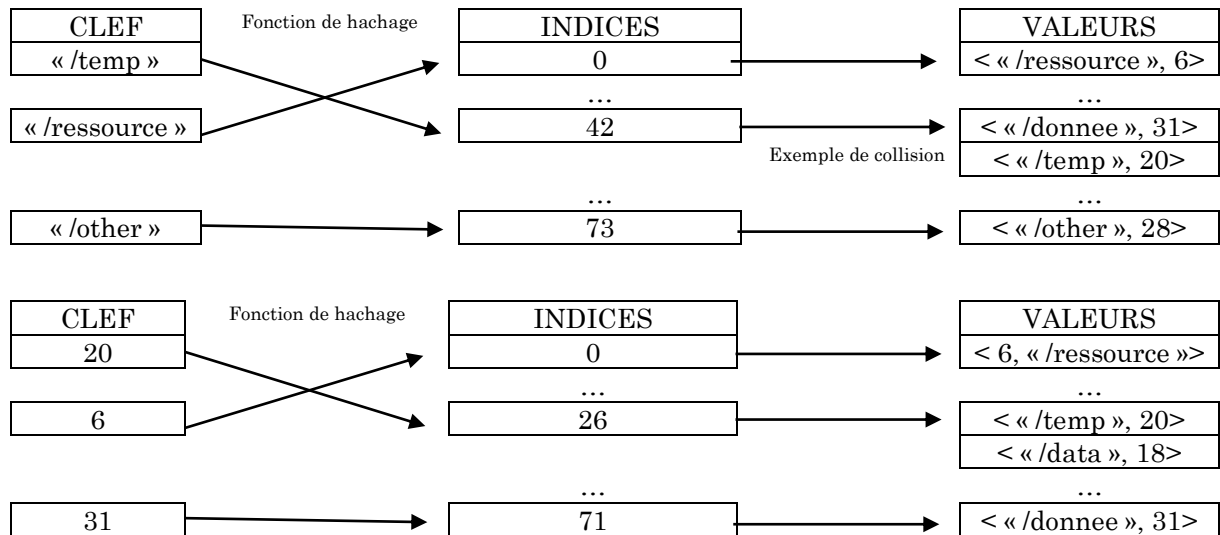 CLEF Fonction de hachage INDICES VALEURS
« /temp » 0 < « /ressource », 6>
… …
« /ressource » 42 < « /donnee », 31>
Exemple de collision < « /temp », 20>
… …
« /other » 73 < « /other », 28>
CLEF Fonction de hachage INDICES VALEURS
20 0 < 6, « /ressource »>
… …
6 26 < « /temp », 20>
< « /data », 18>
… …
31 71 < « /donnee », 31>